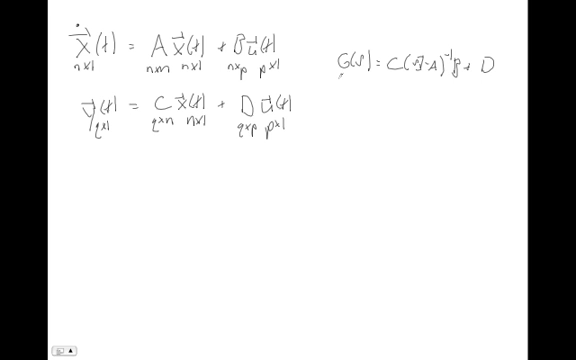 ẋ⃗(t) = A x⃗(t) + B u⃗(t)
n×1 n×n n×1 n×p p×1
G(s) = C(sI-A)⁻¹B + D
y⃗(t) = C x⃗(t) + D u⃗(t)
q×1 q×n n×1 q×p p×1